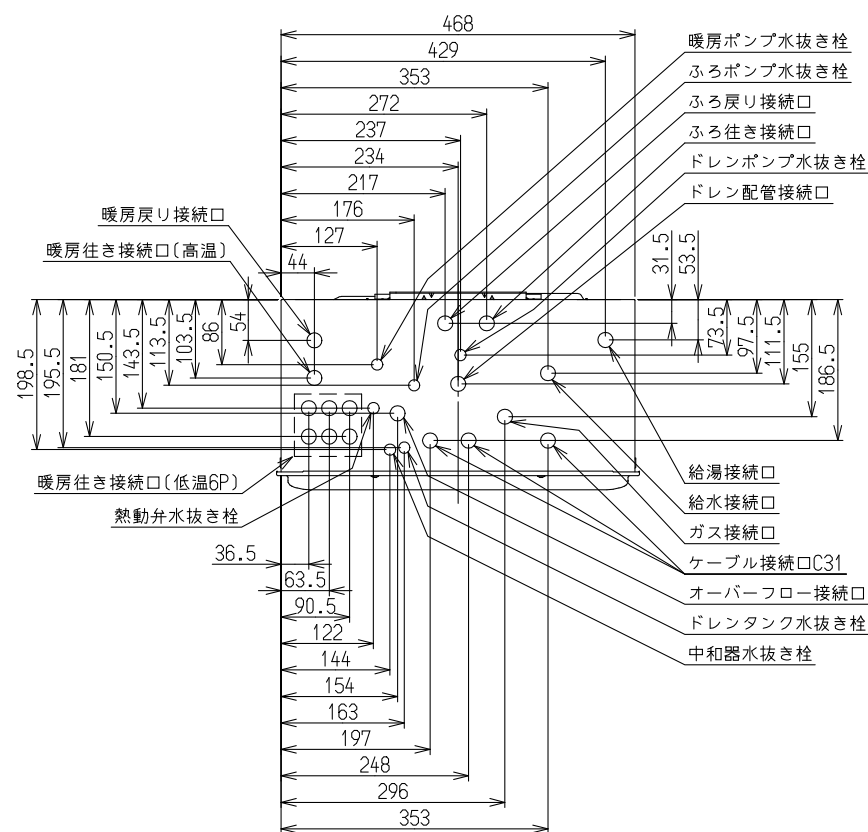 468
429
353
272
237
234
217
176
127
44
暖房ポンプ水抜き栓
ふろポンプ水抜き栓
ふろ戻り接続口
ふろ往き接続口
ドレンポンプ水抜き栓
ドレン配管接続口
暖房戻り接続口
暖房往き接続口(高温)
31.5
53.5
198.5
195.5
181
150.5
143.5
113.5
103.5
86
54
73.5
97.5
111.5
155
186.5
暖房往き接続口(低温6P)
熱動弁水抜き栓
給湯接続口
給水接続口
ガス接続口
ケーブル接続口C31
オーバーフロー接続口
ドレンタンク水抜き栓
中和器水抜き栓
36.5
63.5
90.5
122
144
154
163
197
248
296
353